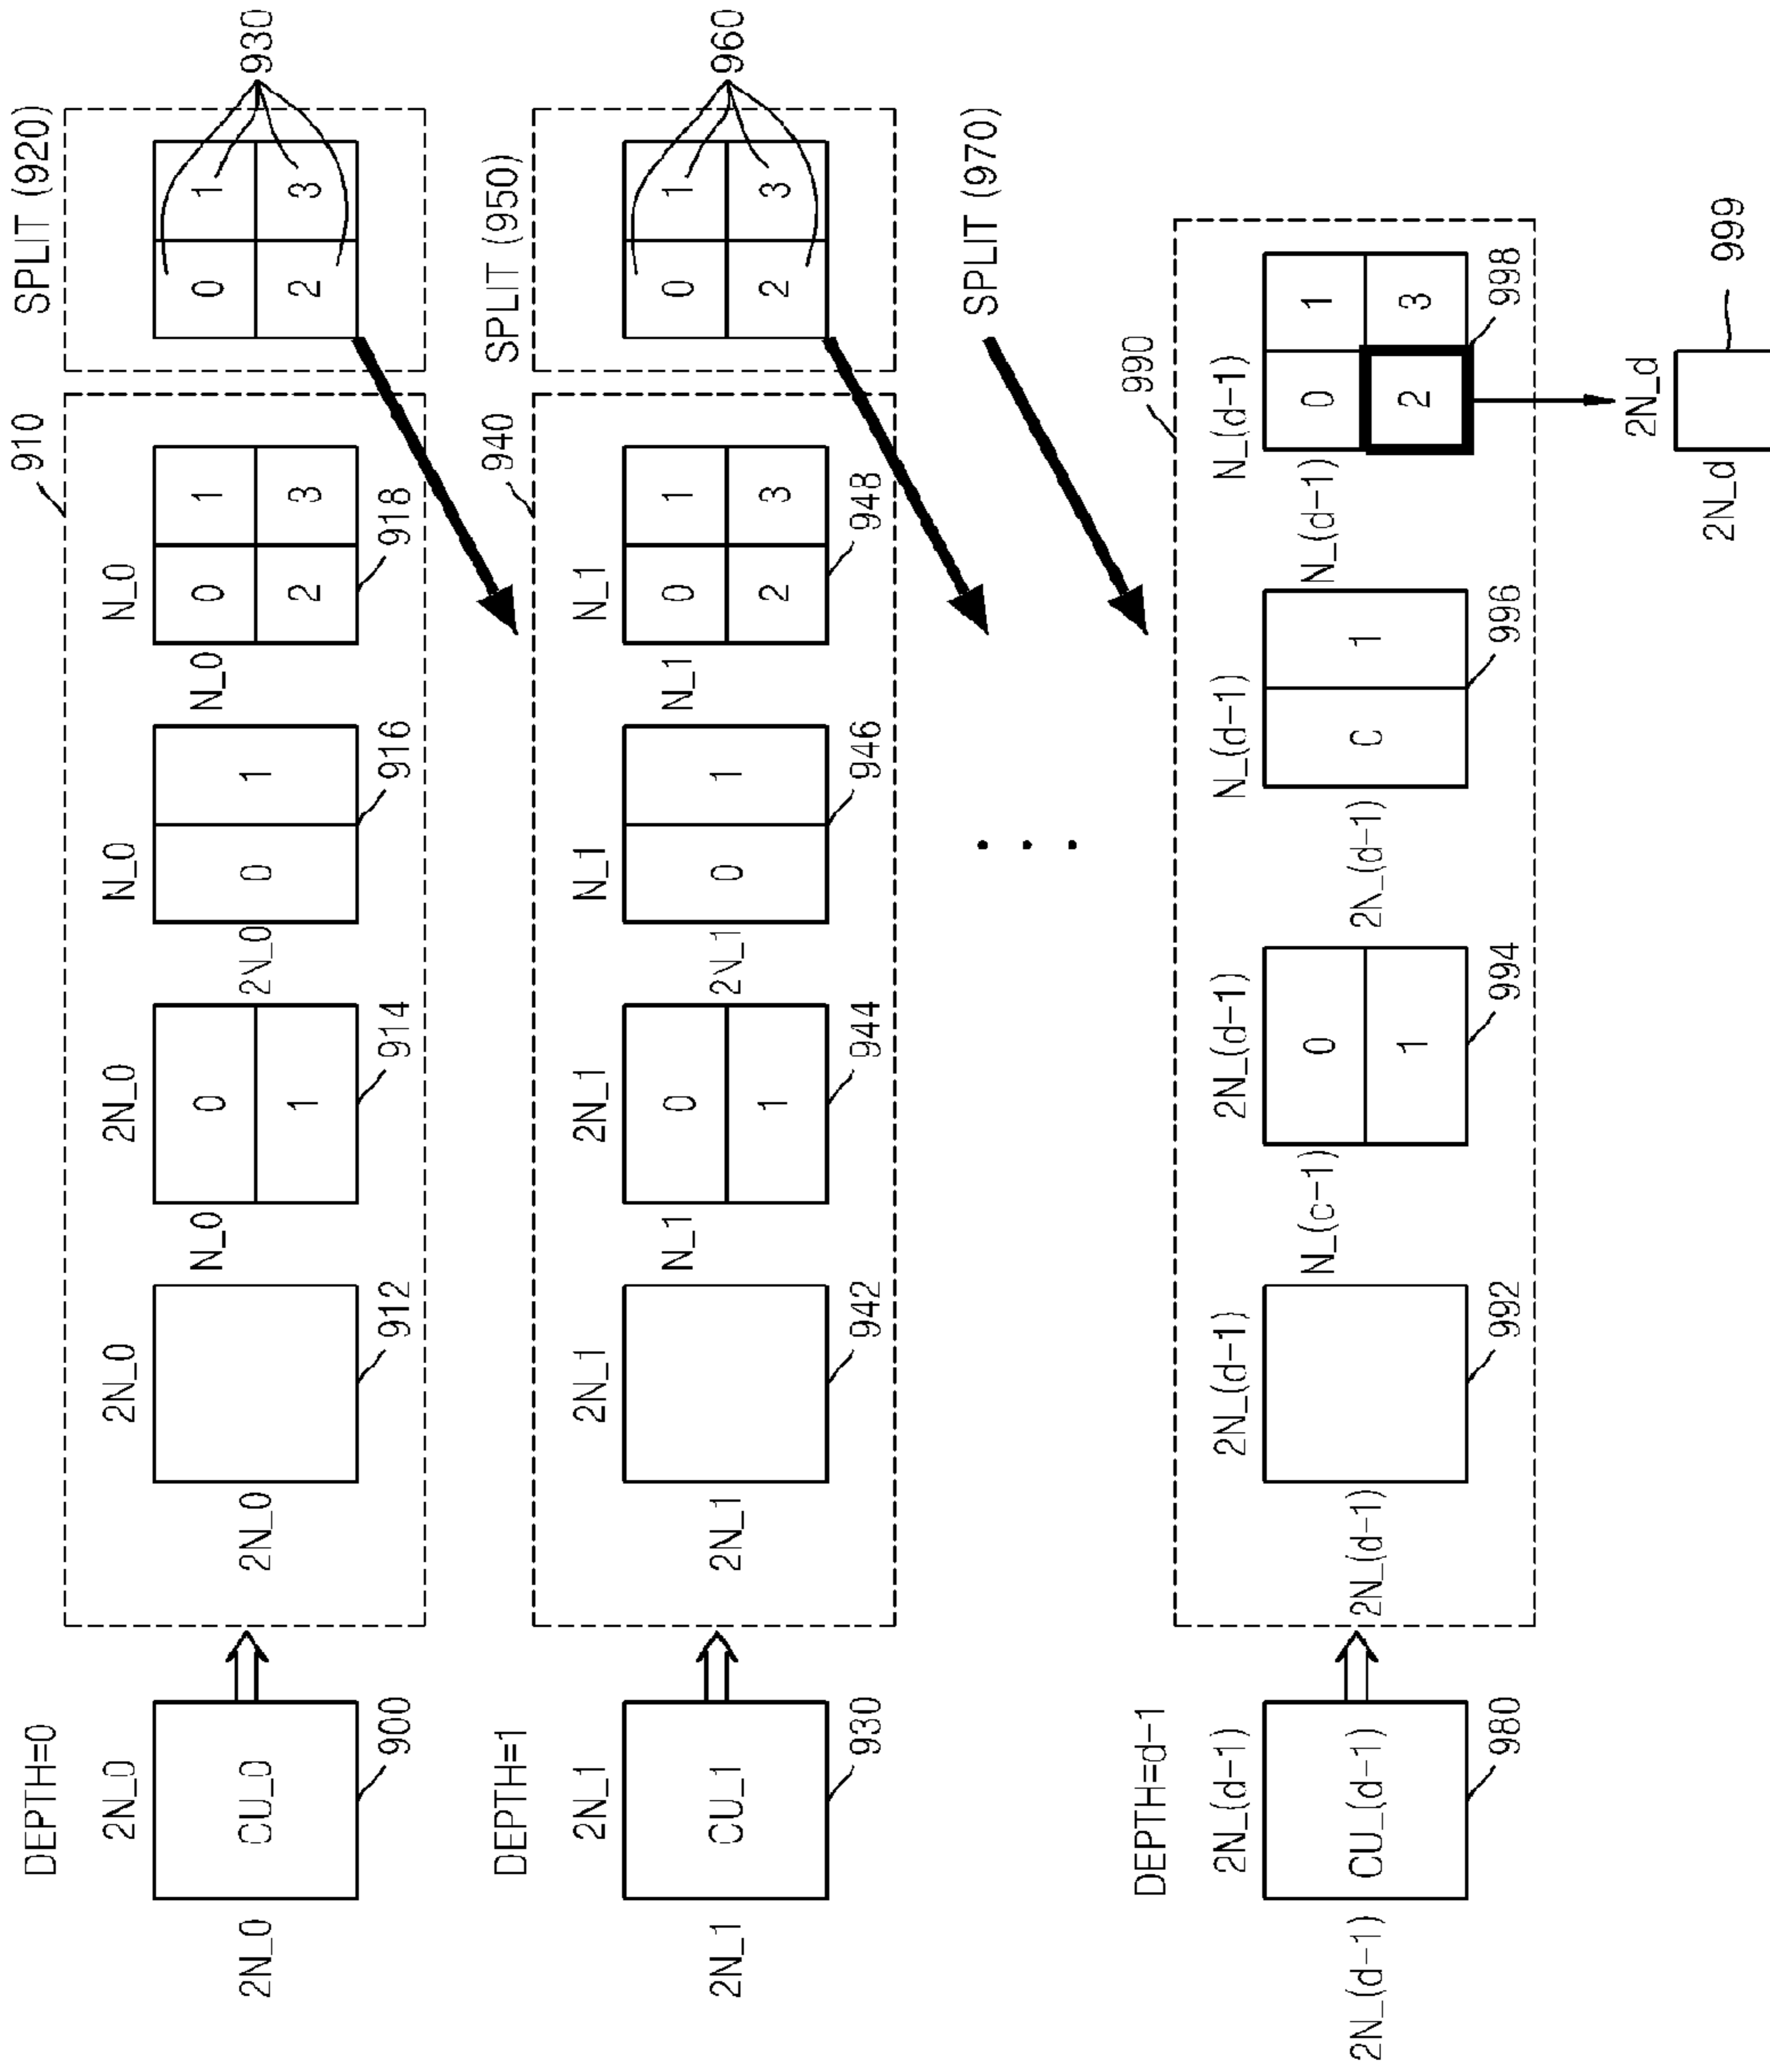 DEPTH=0
2N_0
2N_0
CU_0
900
910
2N_0
2N_0
912
2N_0
N_0
0
1
914
N_0
2N_0
0
1
916
N_0
N_0
0
1
2
3
918
SPLIT (920)
0
1
2
3
930
DEPTH=1
2N_1
2N_1
CU_1
930
940
2N_1
2N_1
942
2N_1
N_1
0
1
944
N_1
2N_1
0
1
946
N_1
N_1
0
1
2
3
948
SPLIT (950)
0
1
2
3
960
SPLIT (970)
DEPTH=d-1
2N_(d-1)
2N_(d-1)
CU_(d-1)
980
990
2N_(d-1)
2N_(d-1)
992
2N_(d-1)
N_(c-1)
0
1
994
N_(d-1)
2N_(d-1)
C
1
996
N_(d-1)
N_(d-1)
0
1
2
3
998
2N_d
2N_d
999